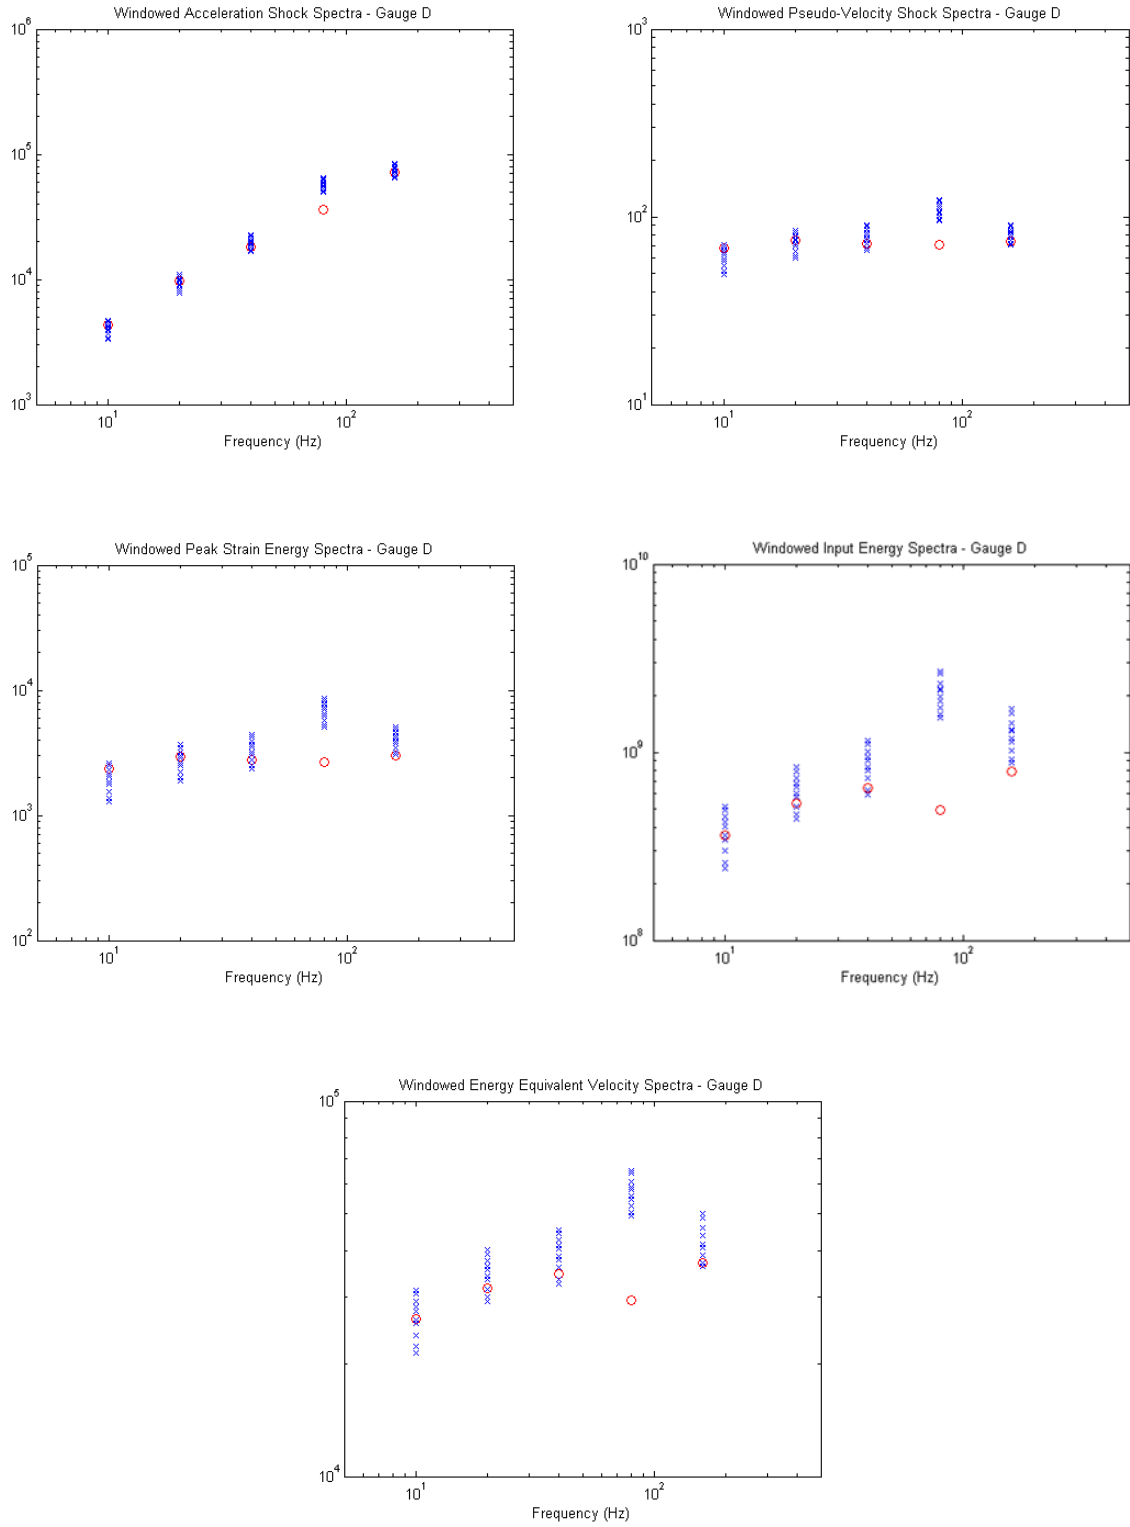 Windowed Acceleration Shock Spectra - Gauge D
10^6
10^5
10^4
10^3
10^1
10^2
Frequency (Hz)
Windowed Pseudo-Velocity Shock Spectra - Gauge D
10^3
10^2
10^1
10^1
10^2
Frequency (Hz)
Windowed Peak Strain Energy Spectra - Gauge D
10^5
10^4
10^3
10^2
10^1
10^2
Frequency (Hz)
Windowed Input Energy Spectra - Gauge D
10^10
10^9
10^8
10^1
10^2
Frequency (Hz)
Windowed Energy Equivalent Velocity Spectra - Gauge D
10^5
10^4
10^1
10^2
Frequency (Hz)